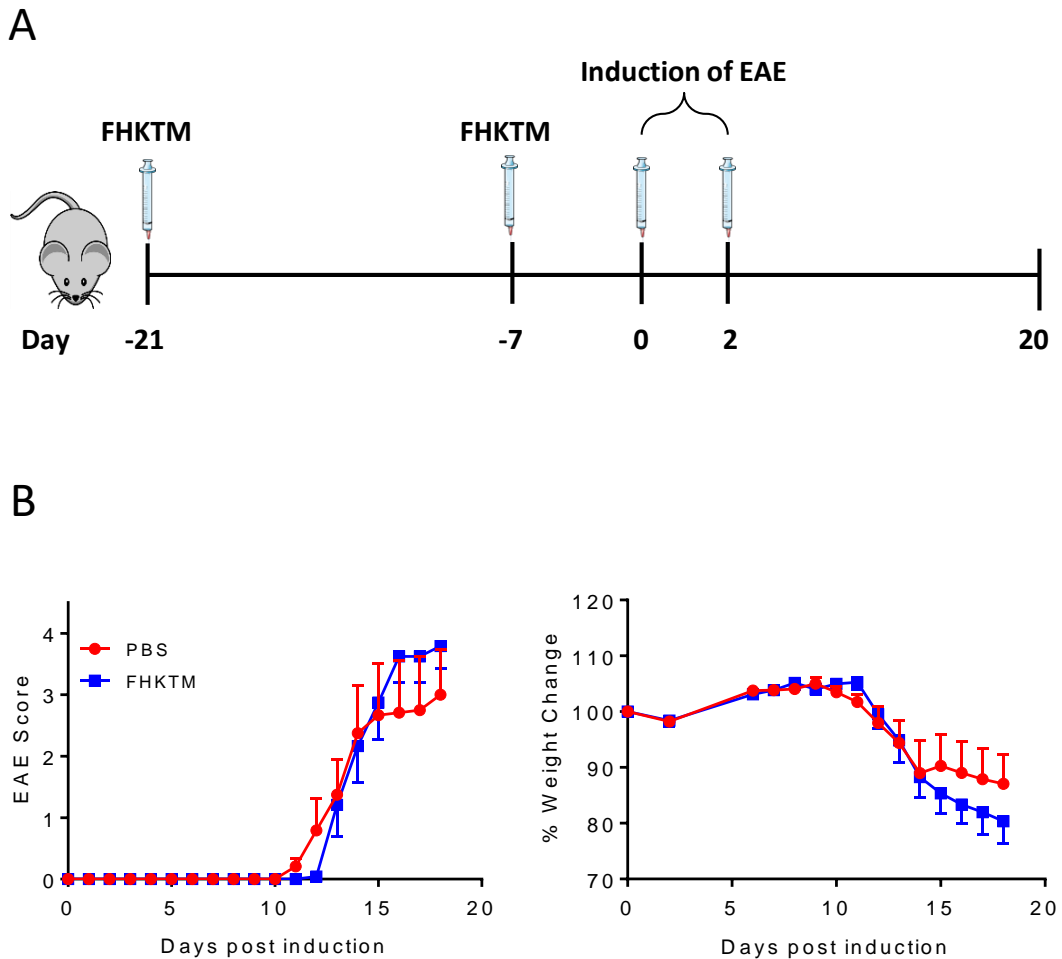 A
Induction of EAE
FHKTM
FHKTM
Day -21 -7 0 2 20
B
4
3
2
1
0
EAE Score
PBS
FHKTM
0 5 10 15 20
Days post induction
120
110
100
90
80
70
% Weight Change
0 5 10 15 20
Days post induction